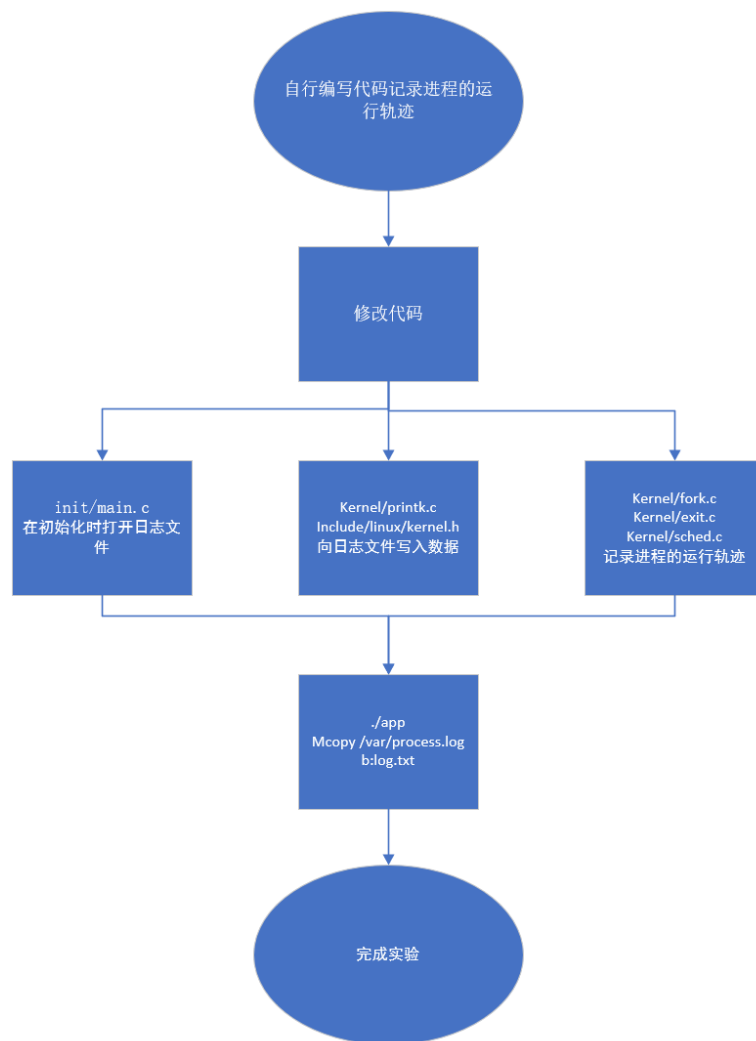 自行编写代码记录进程的运
行轨迹
修改代码
init/main.c
在初始化时打开日志文
件
Kernel/printk.c
Include/linux/kernel.h
向日志文件写入数据
Kernel/fork.c
Kernel/exit.c
Kernel/sched.c
记录进程的运行轨迹
./app
Mcopy /var/process.log
b:log.txt
完成实验